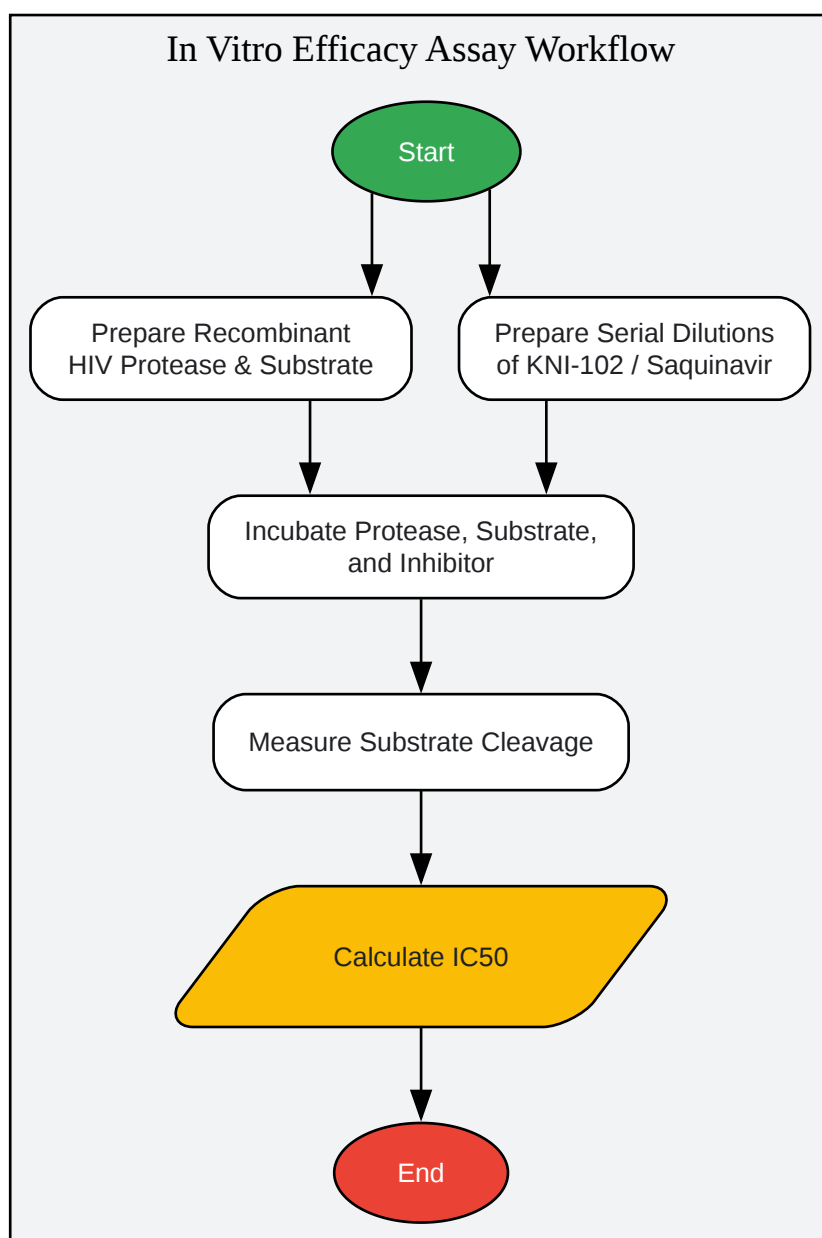 In Vitro Efficacy Assay Workflow
Start
Prepare Recombinant
HIV Protease & Substrate
Prepare Serial Dilutions
of KNI-102 / Saquinavir
Incubate Protease, Substrate,
and Inhibitor
Measure Substrate Cleavage
Calculate IC50
End